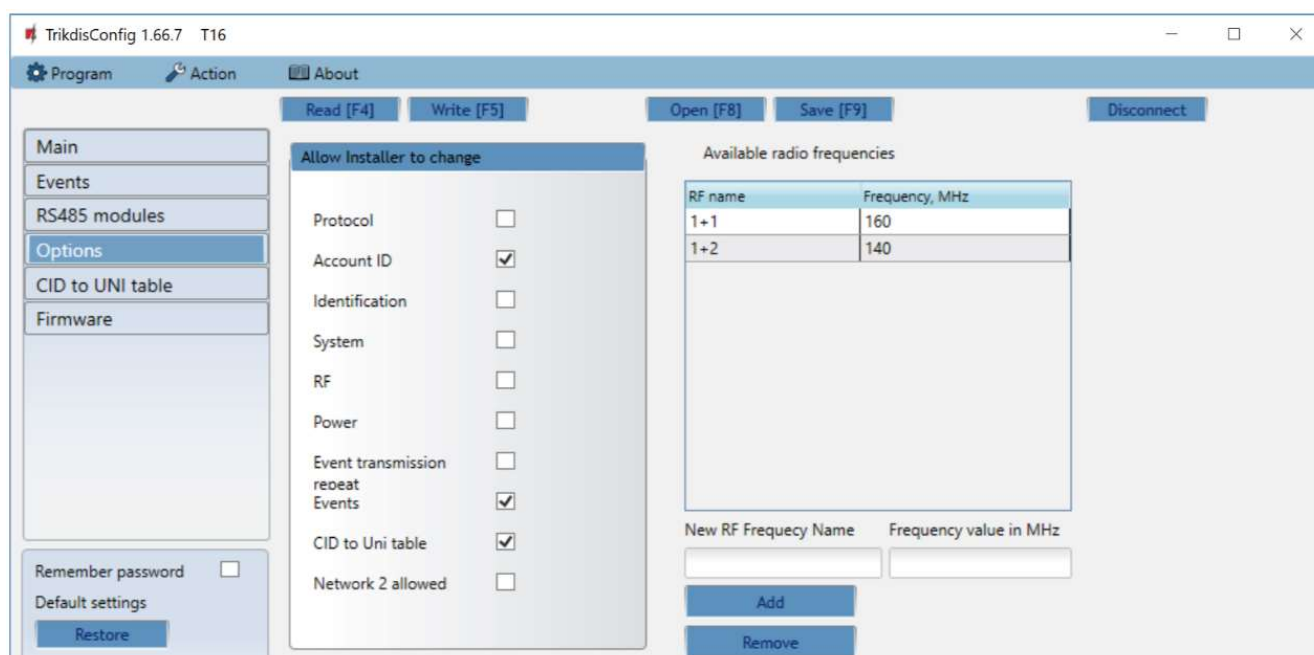 TrikdisConfig 1.66.7 T16
Program Action About
Read [F4] Write [F5] Open [F8] Save [F9] Disconnect
Main
Events
RS485 modules
Options
CID to UNI table
Firmware
Remember password
Default settings
Restore
Allow Installer to change
Protocol
Account ID
Identification
System
RF
Power
Event transmission
repeat
Events
CID to Uni table
Network 2 allowed
Available radio frequencies
RF name Frequency, MHz
1+1 160
1+2 140
New RF Frequecy Name Frequency value in MHz
Add
Remove